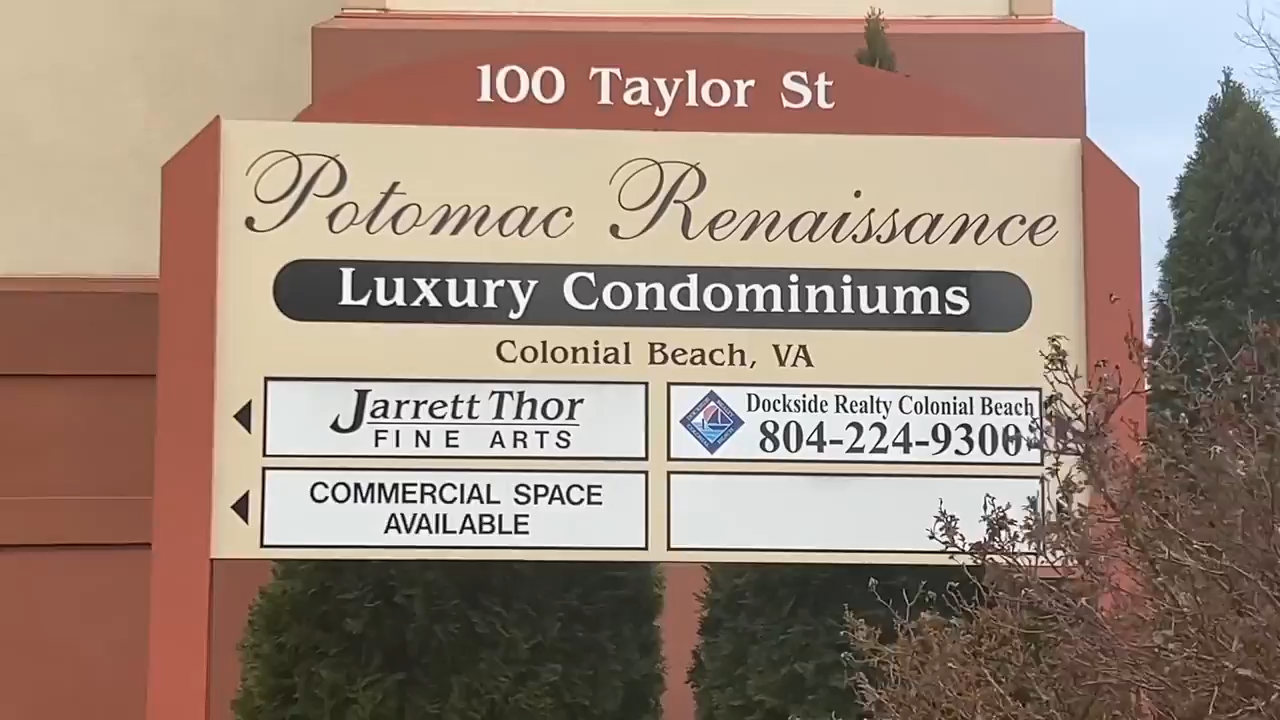 100 Taylor St
Potomac Renaissance
Luxury Condominiums
Colonial Beach, VA
Jarrett Thor
FINE ARTS
Dockside Realty Colonial Beach
804-224-9300
COMMERCIAL SPACE
AVAILABLE